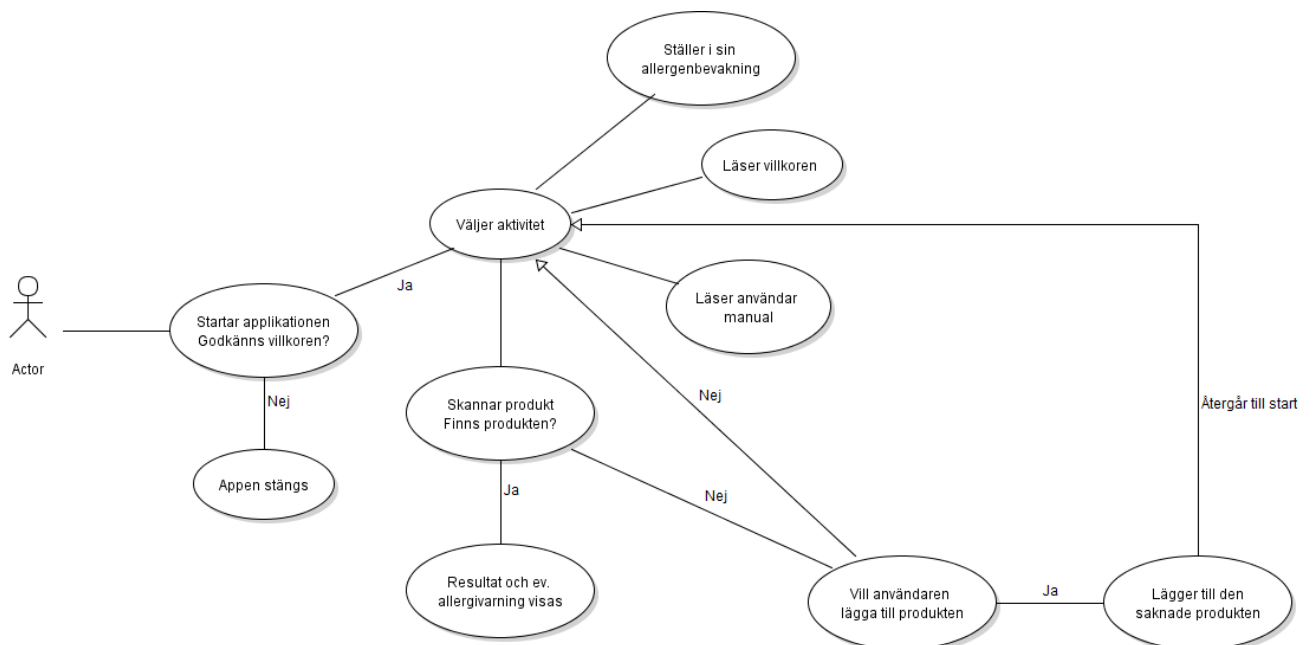 Ställer i sin
allergenbevakning
Läser villkoren
Väljer aktivitet
Ja
Läser användar
manual
Startar applikationen
Godkänns villkoren?
Actor
Nej
Appen stängs
Skannar produkt
Finns produkten?
Nej
Återgår till start
Ja
Nej
Resultat och ev.
allergivarning visas
Vill användaren
lägga till produkten
Ja
Lägger till den
saknade produkten